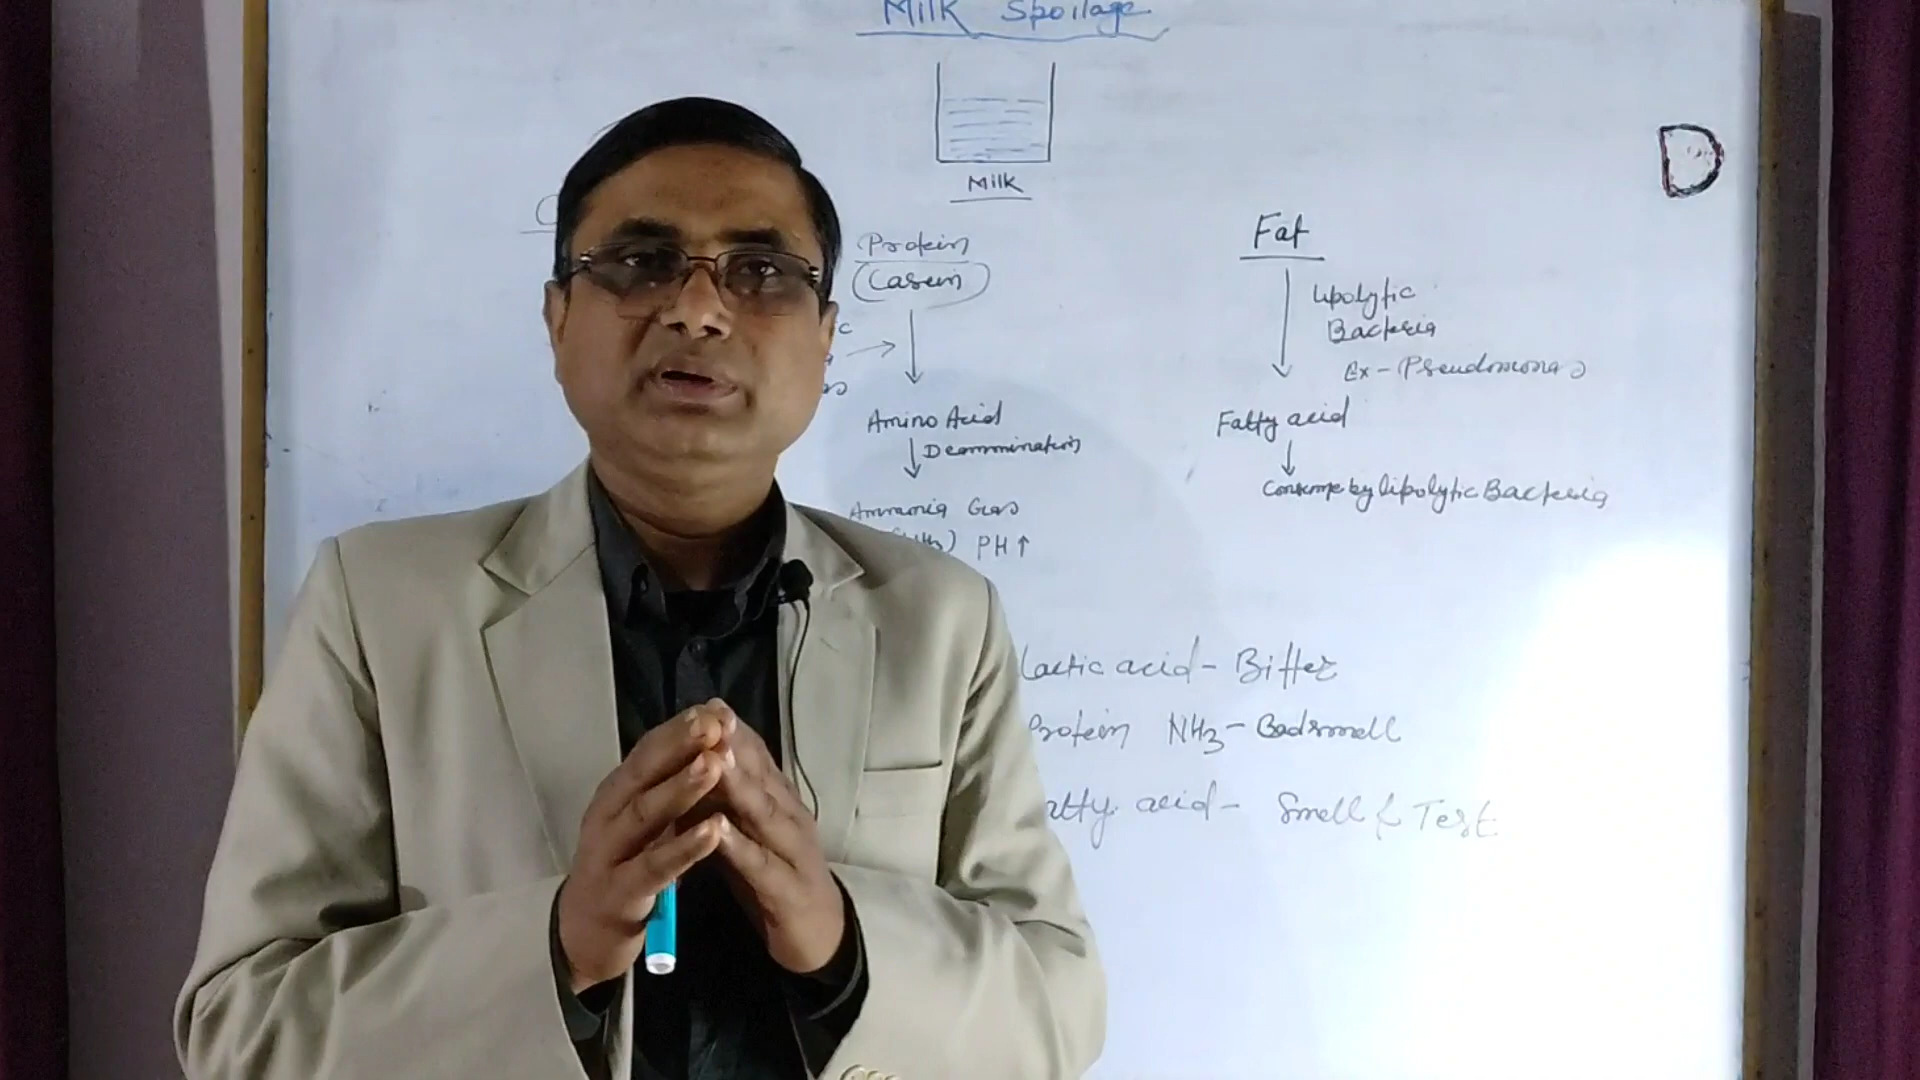 Milk Spoilage
Milk
Protein
(Casein)
Amino Acid
Deammination
Ammonia Gas
PH↑
Fat
Lipolytic
Bacteria
Ex - Pseudomonas
Fatty acid
Consume by lipolytic Bacteria
Lactic acid - Bitter
Protein NH3 - Badsmell
acid - Smell & Test
D